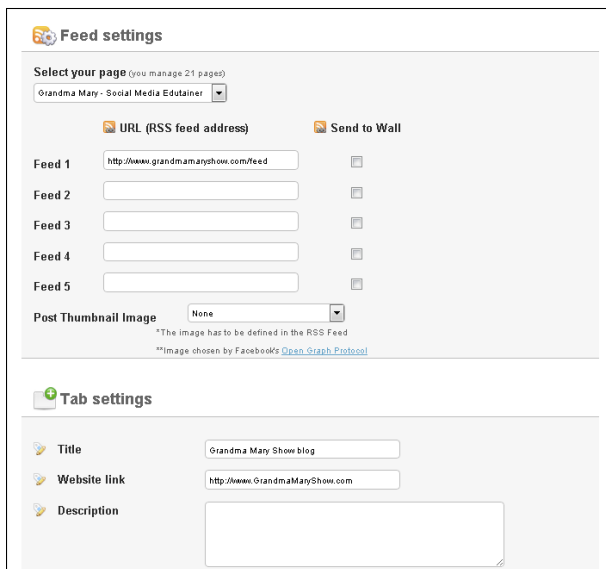 Feed settings
Select your page (you manage 21 pages)
Grandma Mary - Social Media Edutainer
URL (RSS feed address) Send to Wall
Feed 1 http://www.grandmamaryshow.com/feed
Feed 2
Feed 3
Feed 4
Feed 5
Post Thumbnail Image None
*The image has to be defined in the RSS Feed
**Image chosen by Facebook's Open Graph Protocol
Tab settings
Title Grandma Mary Show blog
Website link http://www.GrandmaMaryShow.com
Description